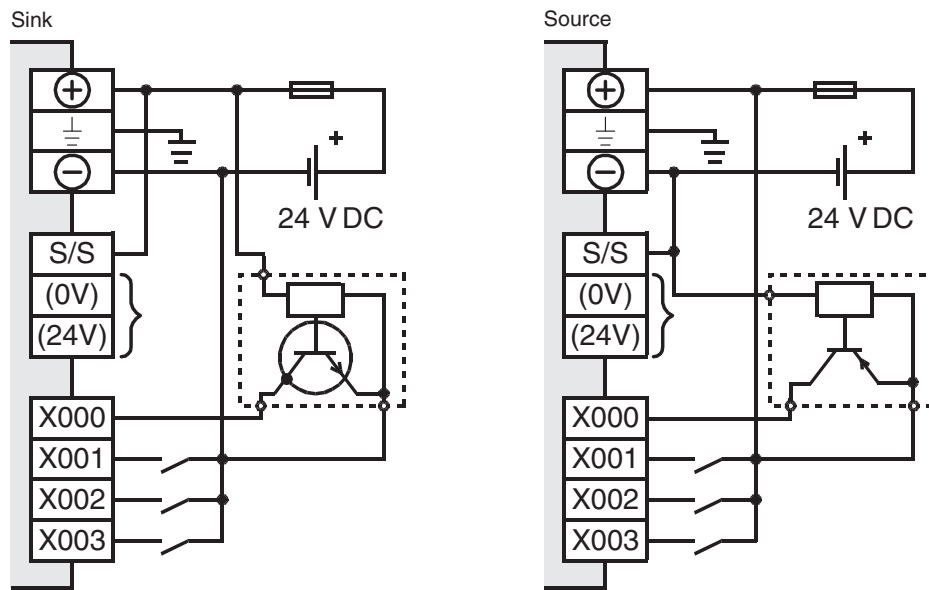 Sink
+
−
+
24 V DC
S/S
(0V)
(24V)
X000
X001
X002
X003
Source
+
−
+
24 V DC
S/S
(0V)
(24V)
X000
X001
X002
X003